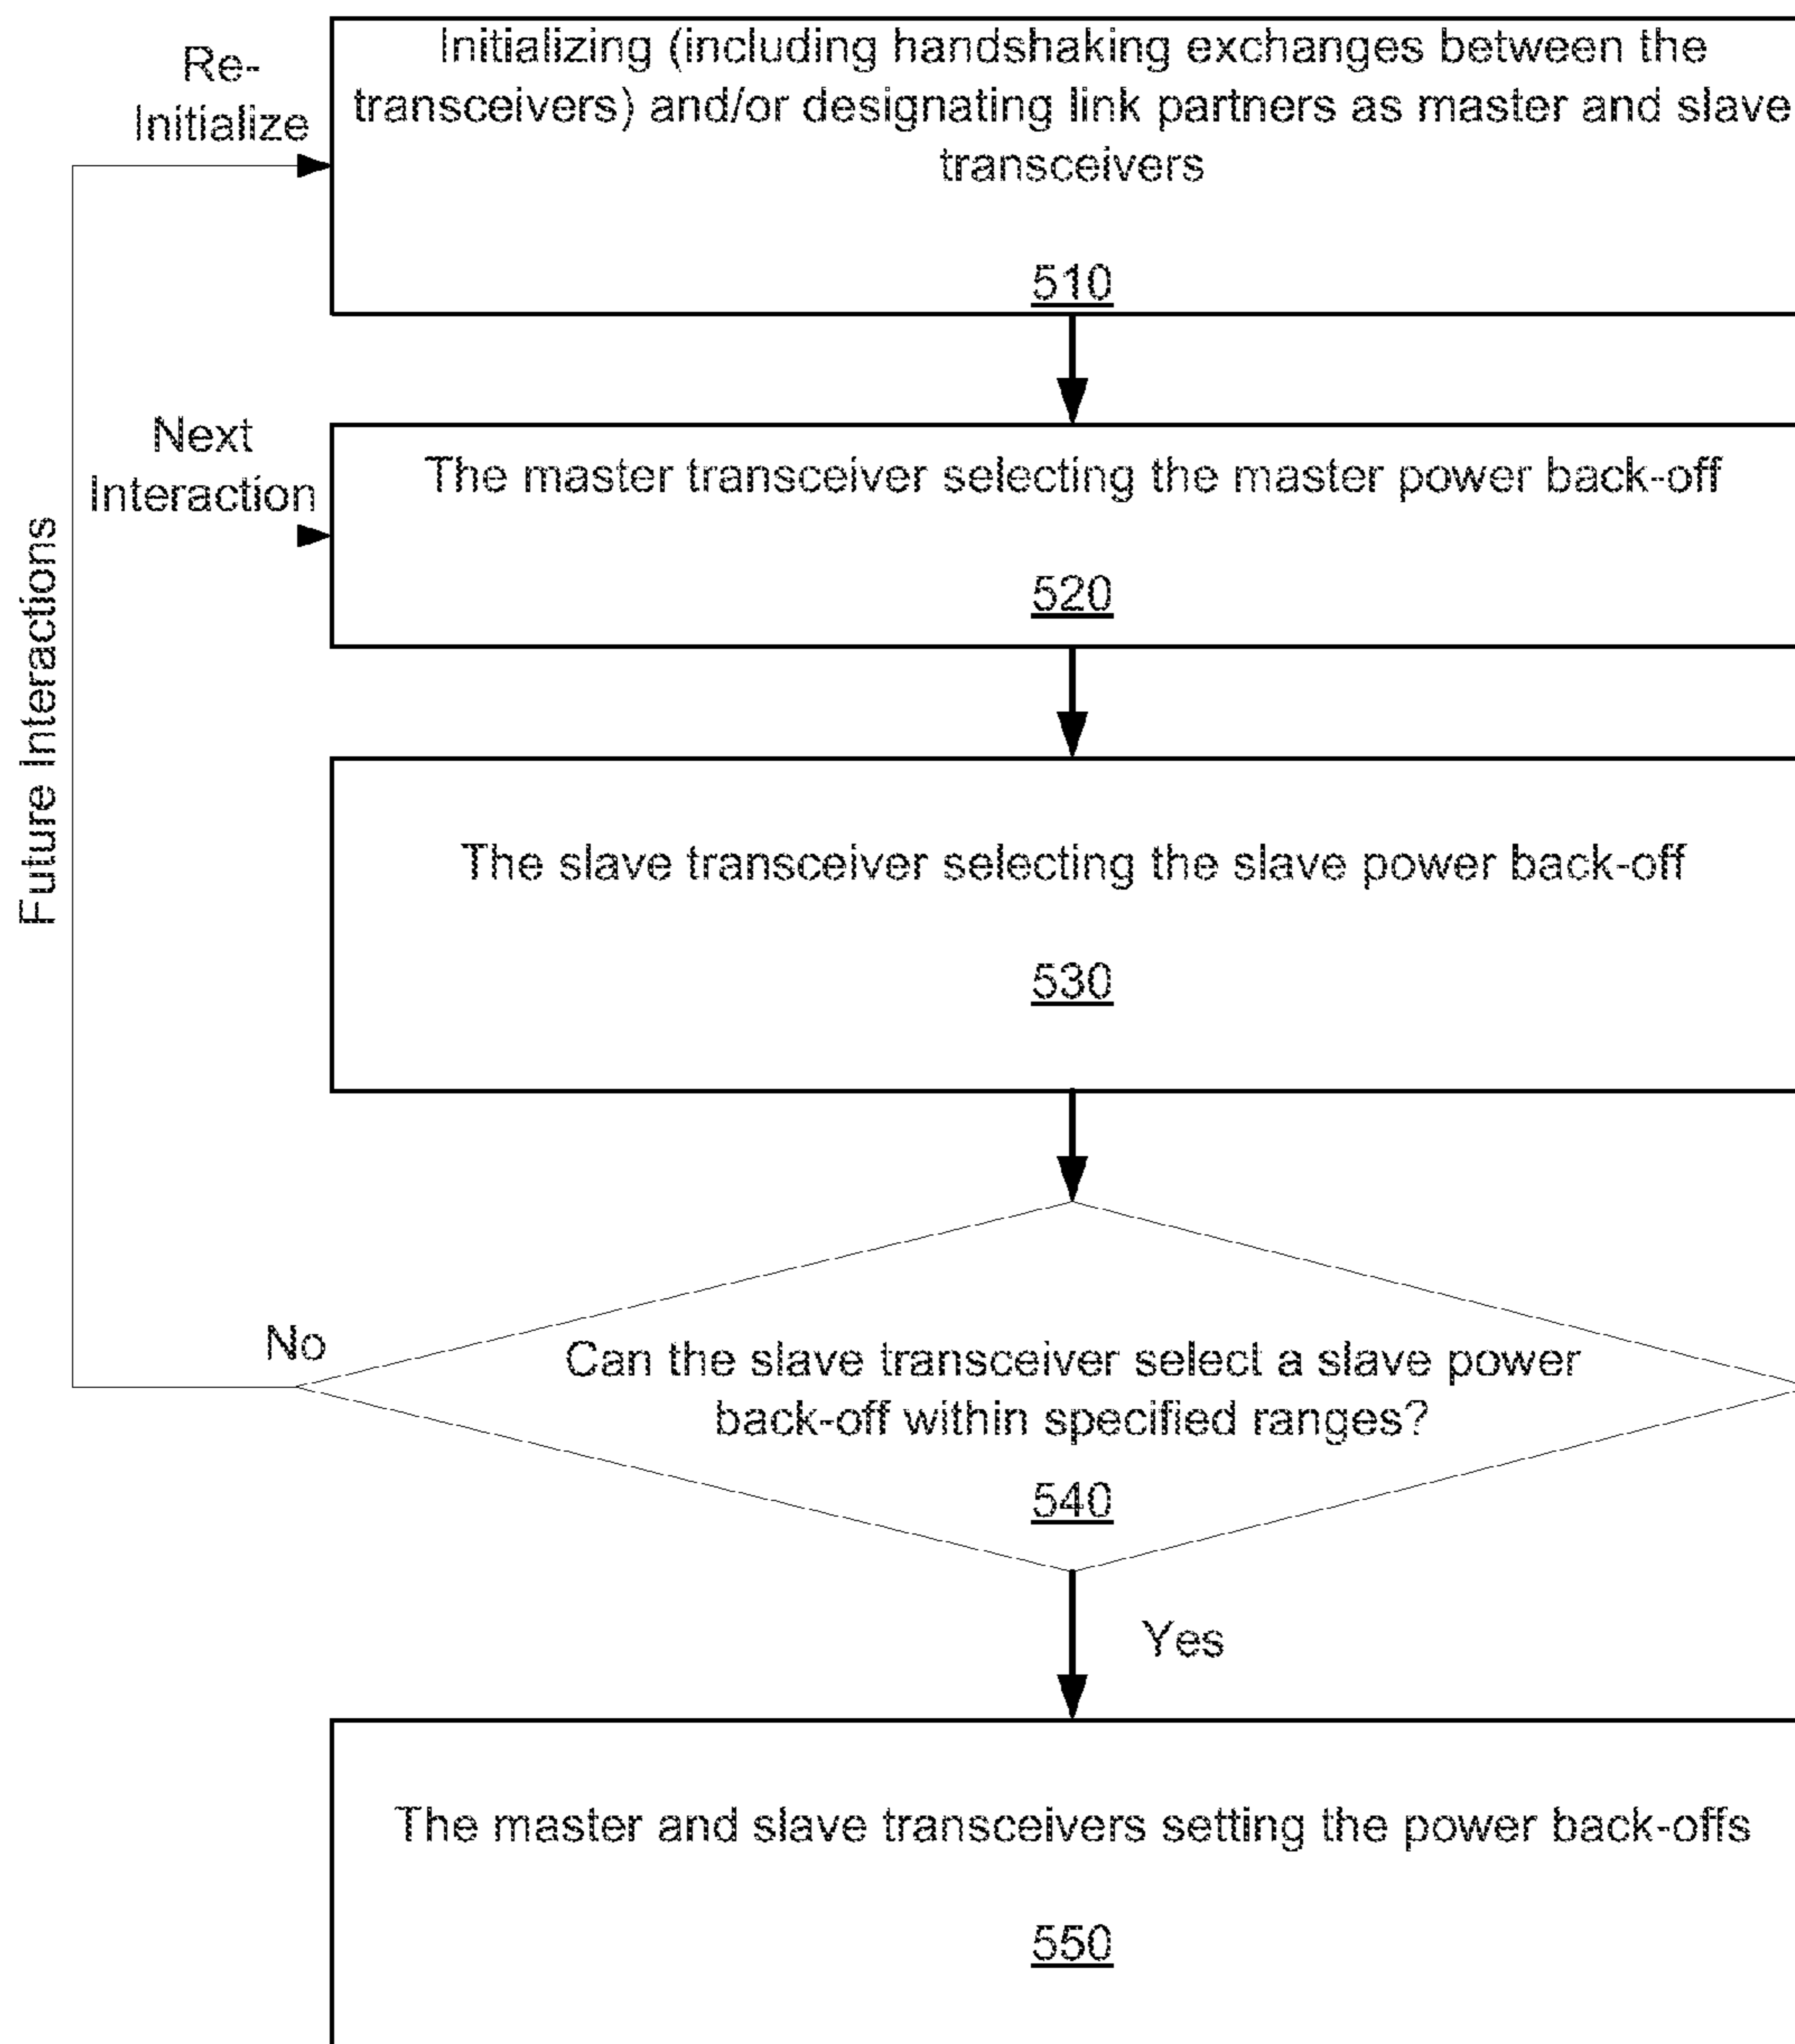 Re-
Initialize
Initializing (including handshaking exchanges between the
transceivers) and/or designating link partners as master and slave
transceivers
510
Next
Interaction
The master transceiver selecting the master power back-off
520
Future Interactions
The slave transceiver selecting the slave power back-off
530
No
Can the slave transceiver select a slave power
back-off within specified ranges?
540
Yes
The master and slave transceivers setting the power back-offs
550